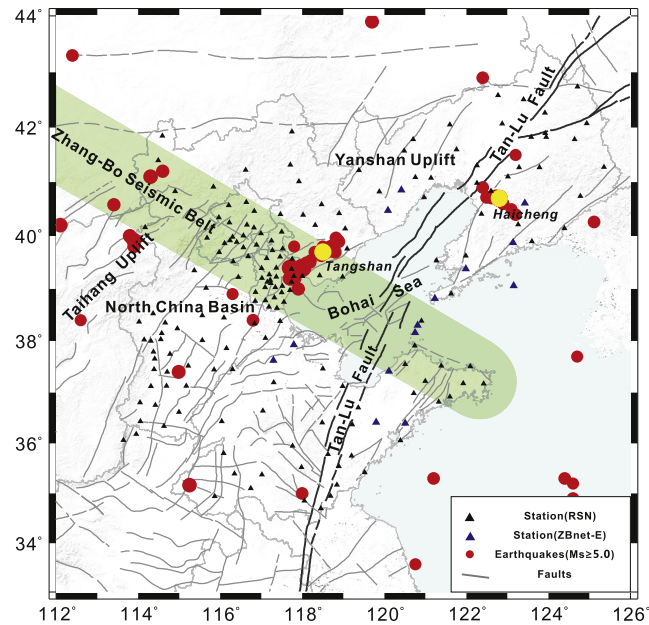 44°
42°
40°
38°
36°
34°
112°
114°
116°
118°
120°
122°
124°
126°
Tan-Lu Fault
Zhang-Bo Seismic Belt
Yanshan Uplift
Haicheng
Taihang Uplift
Tangshan
North China Basin
Bohai Sea
Tan-Lu Fault
Station(RSN)
Station(ZBnet-E)
Earthquakes(Ms≥5.0)
Faults